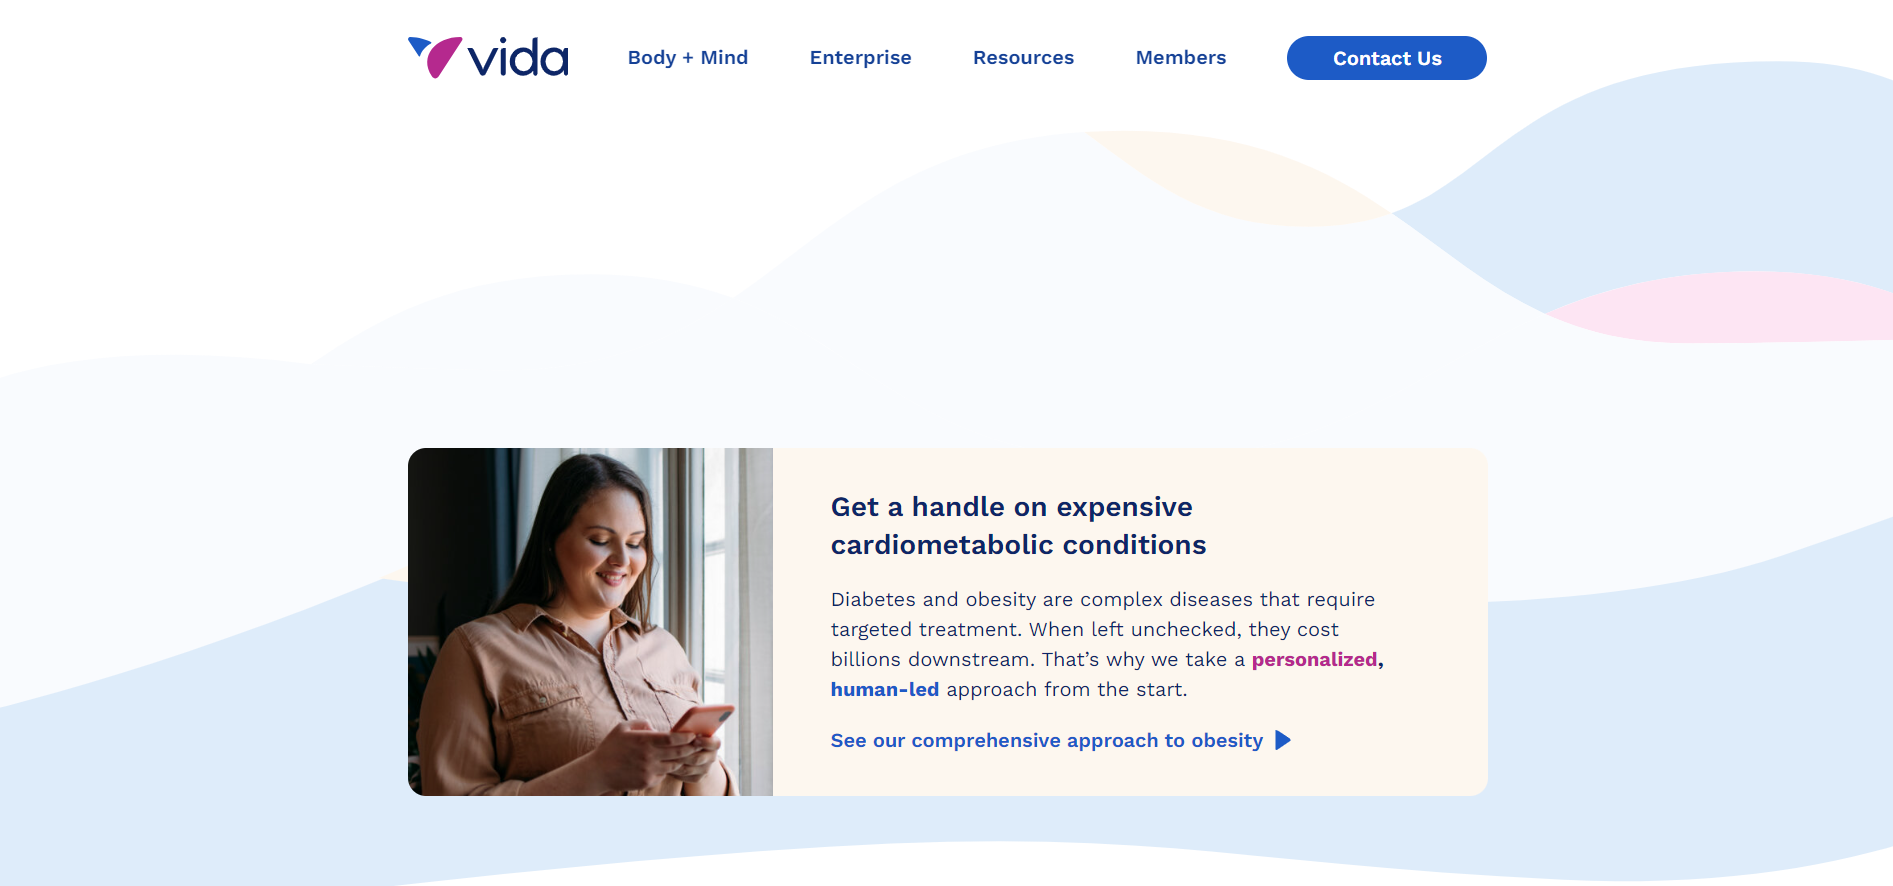 vida
Body + Mind
Enterprise
Resources
Members
Contact Us
Get a handle on expensive
cardiometabolic conditions
Diabetes and obesity are complex diseases that require
targeted treatment. When left unchecked, they cost
billions downstream. That’s why we take a personalized,
human-led approach from the start.
See our comprehensive approach to obesity